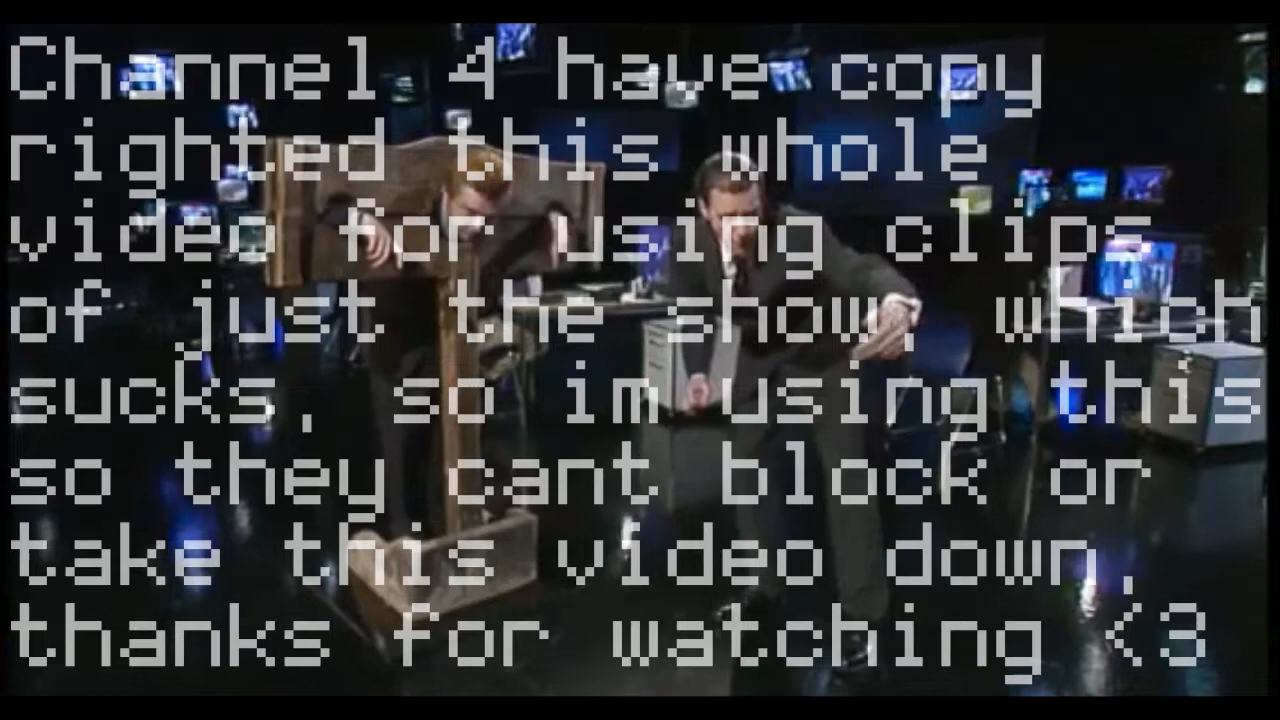 Channel 4 have copy
righted this whole
video for using clips
of just the show, which
sucks, so im using this
so they cant block or
take this video down,
thanks for watching <3